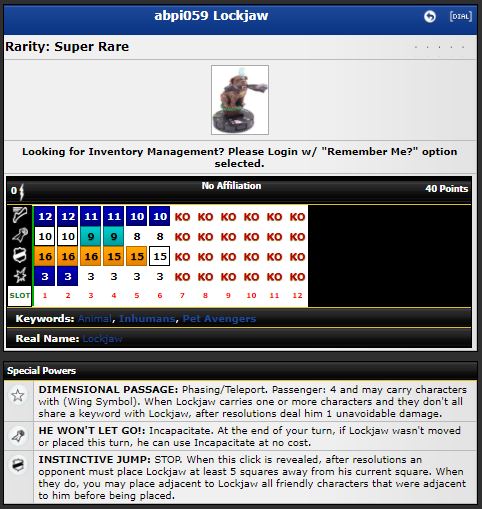 abpi059 Lockjaw
[DIAL]
Rarity: Super Rare
Looking for Inventory Management? Please Login w/ "Remember Me?" option
selected.
0 No Affiliation 40 Points
12 12 11 11 10 10 KO KO KO KO KO KO
10 10 9 9 8 8 KO KO KO KO KO KO
16 16 16 15 15 15 KO KO KO KO KO KO
3 3 3 3 3 3 KO KO KO KO KO KO
SLOT 1 2 3 4 5 6 7 8 9 10 11 12
Keywords: Animal, Inhumans, Pet Avengers
Real Name: Lockjaw
Special Powers
DIMENSIONAL PASSAGE: Phasing/Teleport. Passenger: 4 and may carry characters
with (Wing Symbol). When Lockjaw carries one or more characters and they don't all
share a keyword with Lockjaw, after resolutions deal him 1 unavoidable damage.
HE WON'T LET GO!: Incapacitate. At the end of your turn, if Lockjaw wasn't moved
or placed this turn, he can use Incapacitate at no cost.
INSTINCTIVE JUMP: STOP. When this click is revealed, after resolutions an
opponent must place Lockjaw at least 5 squares away from his current square. When
they do, you may place adjacent to Lockjaw all friendly characters that were adjacent
to him before being placed.